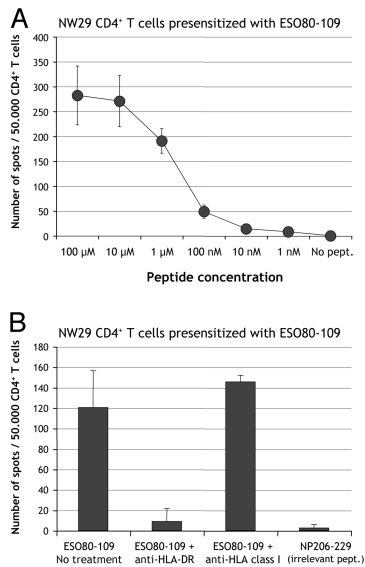 A
NW29 CD4⁺ T cells presensitized with ESO80-109
Number of spots / 50.000 CD4⁺ T cells
400
350
300
250
200
150
100
50
0
100 µM 10 µM 1 µM 100 nM 10 nM 1 nM No pept.
Peptide concentration
B
NW29 CD4⁺ T cells presensitized with ESO80-109
Number of spots / 50.000 CD4⁺ T cells
180
160
140
120
100
80
60
40
20
0
ESO80-109 ESO80-109 + ESO80-109 + NP206-229
No treatment anti-HLA-DR anti-HLA class I (irrelevant pept.)